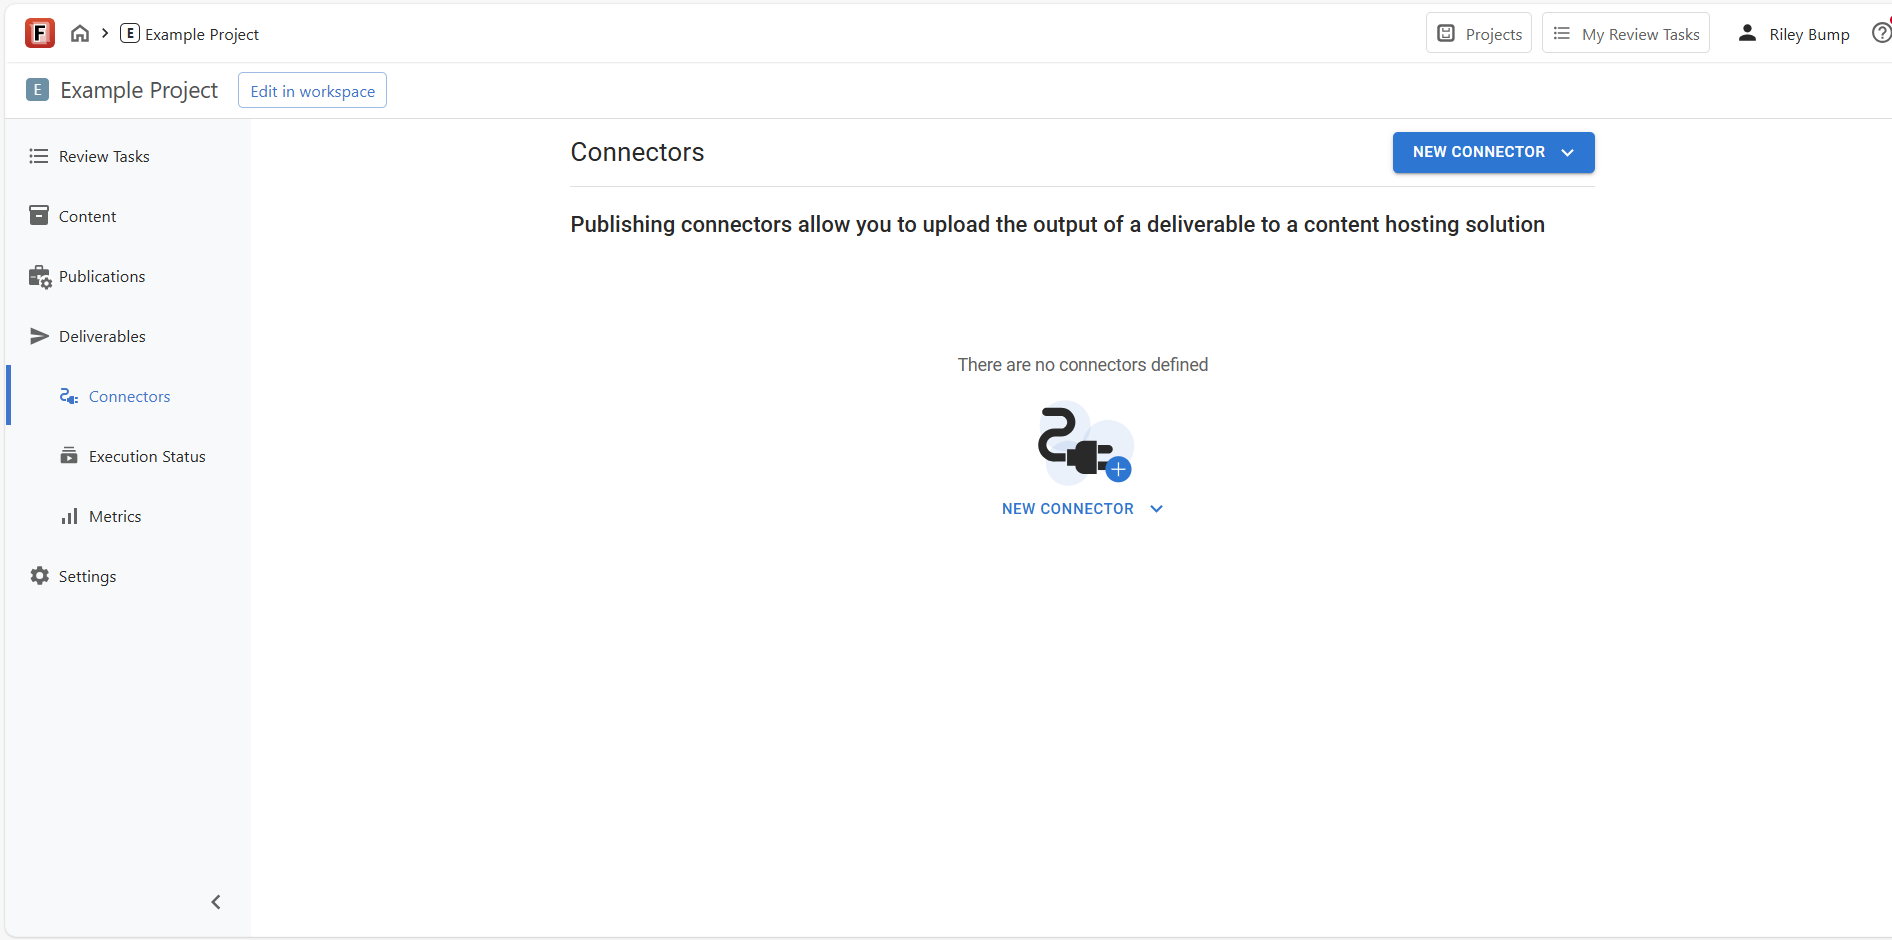 F
E Example Project
Projects
My Review Tasks
Riley Bump
E Example Project
Edit in workspace
Review Tasks
Content
Publications
Deliverables
Connectors
Execution Status
Metrics
Settings
Connectors
NEW CONNECTOR
Publishing connectors allow you to upload the output of a deliverable to a content hosting solution
There are no connectors defined
NEW CONNECTOR